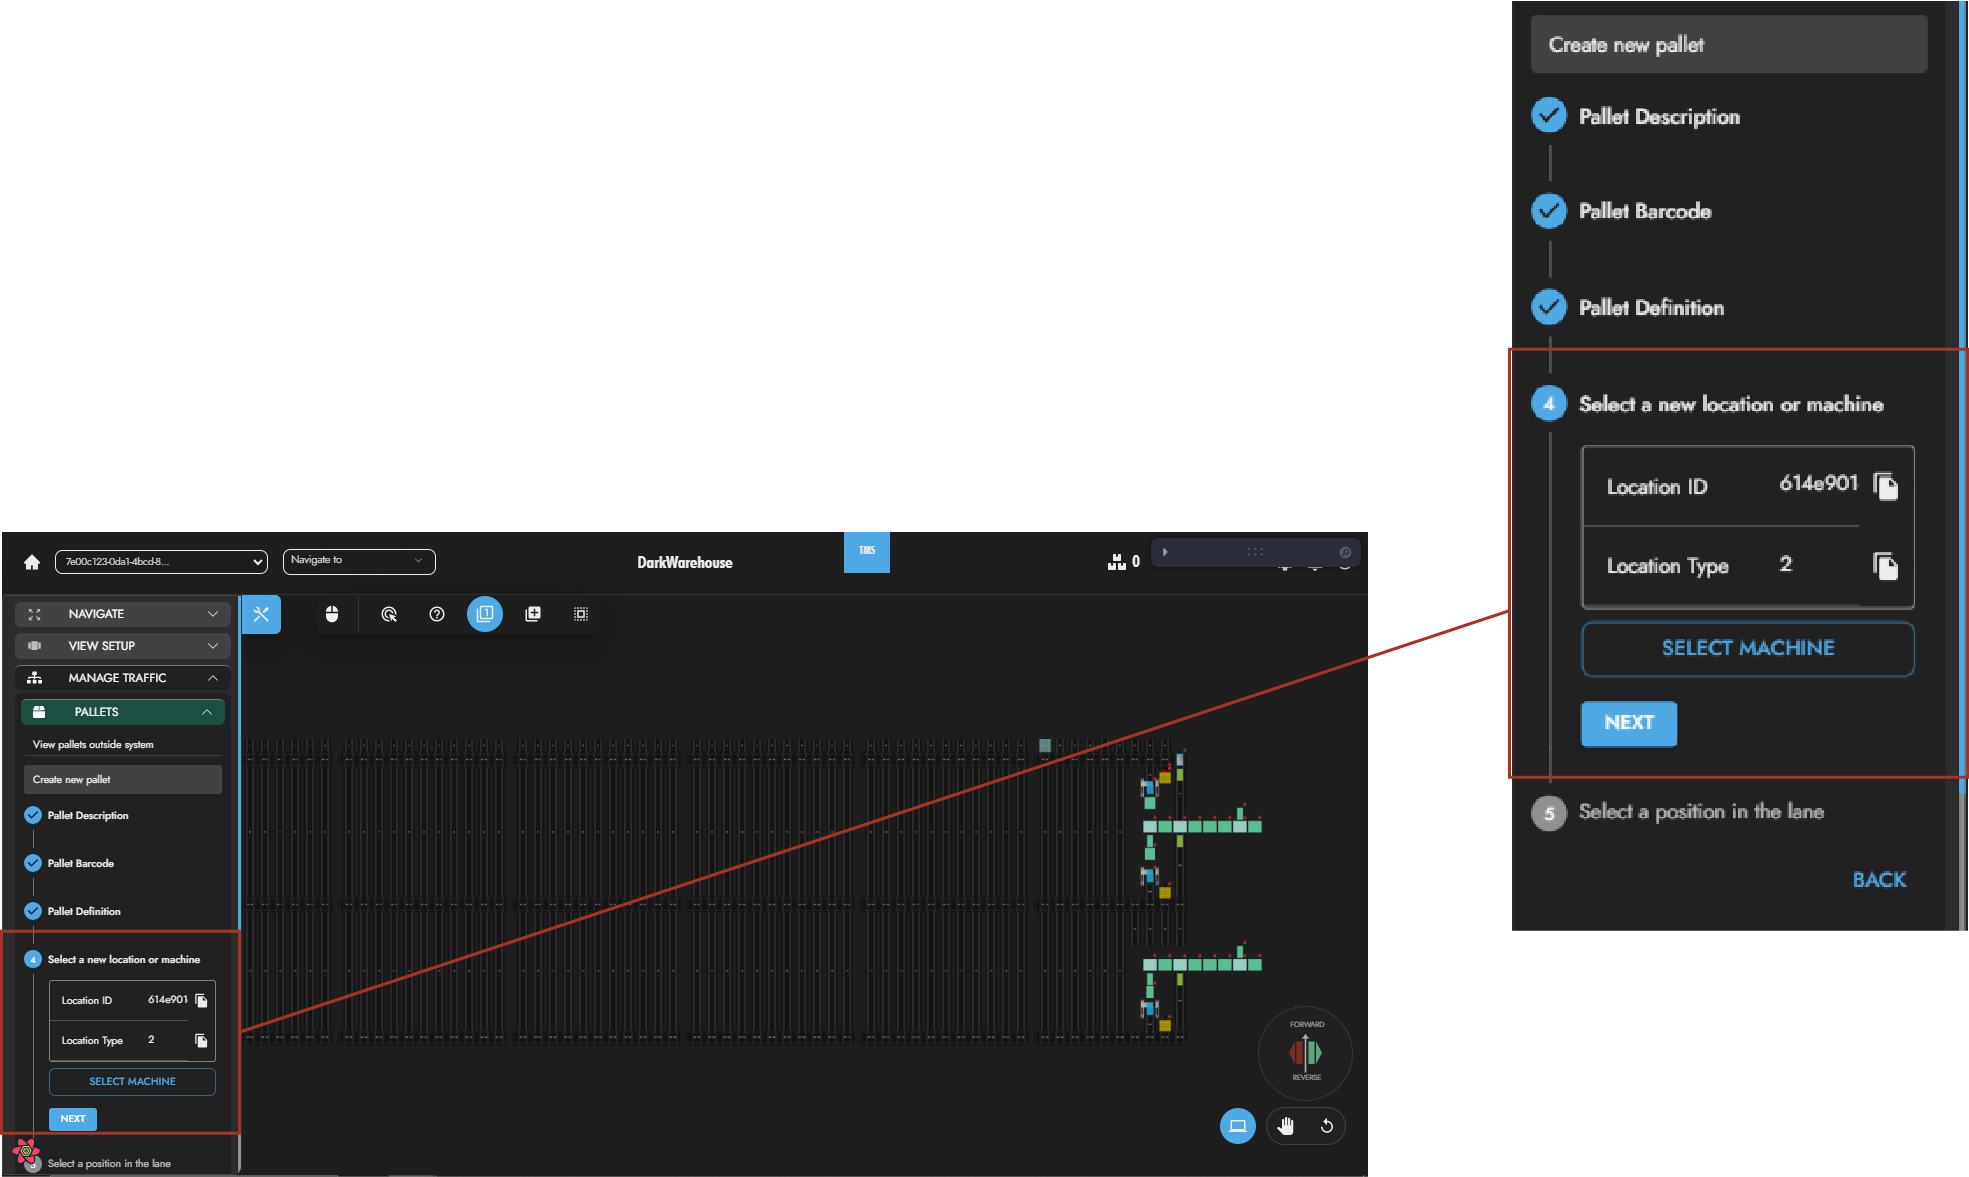 Create new pallet
Pallet Description
Pallet Barcode
Pallet Definition
4 Select a new location or machine
Location ID 614e901
Location Type 2
SELECT MACHINE
NEXT
5 Select a position in the lane
BACK
7e00c123-0da1-4bcd-8...
Navigate to
DarkWarehouse
TMS
0
NAVIGATE
VIEW SETUP
MANAGE TRAFFIC
PALLETS
View pallets outside system
Create new pallet
Pallet Description
Pallet Barcode
Pallet Definition
4 Select a new location or machine
Location ID 614e901
Location Type 2
SELECT MACHINE
NEXT
Select a position in the lane
1
FORWARD
REVERSE